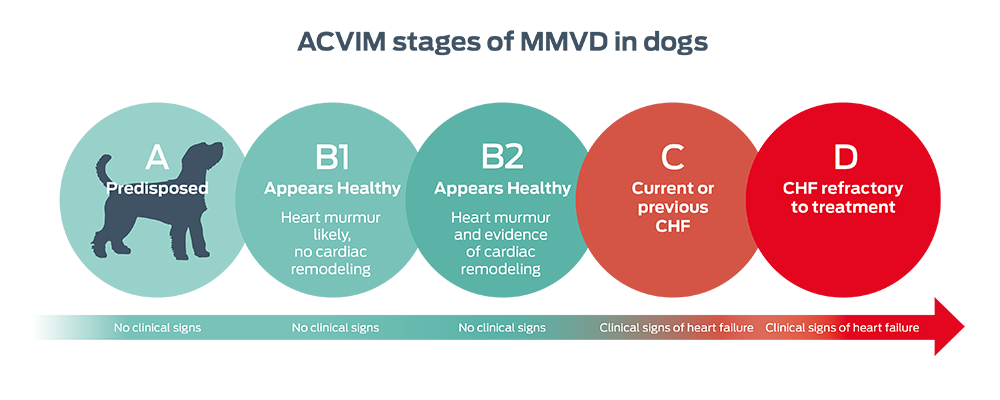 ACVIM stages of MMVD in dogs
A
Predisposed
B1
Appears Healthy
Heart murmur
likely,
no cardiac
remodeling
B2
Appears Healthy
Heart murmur
and evidence
of cardiac
remodeling
C
Current or
previous
CHF
D
CHF refractory
to treatment
No clinical signs
No clinical signs
No clinical signs
Clinical signs of heart failure
Clinical signs of heart failure